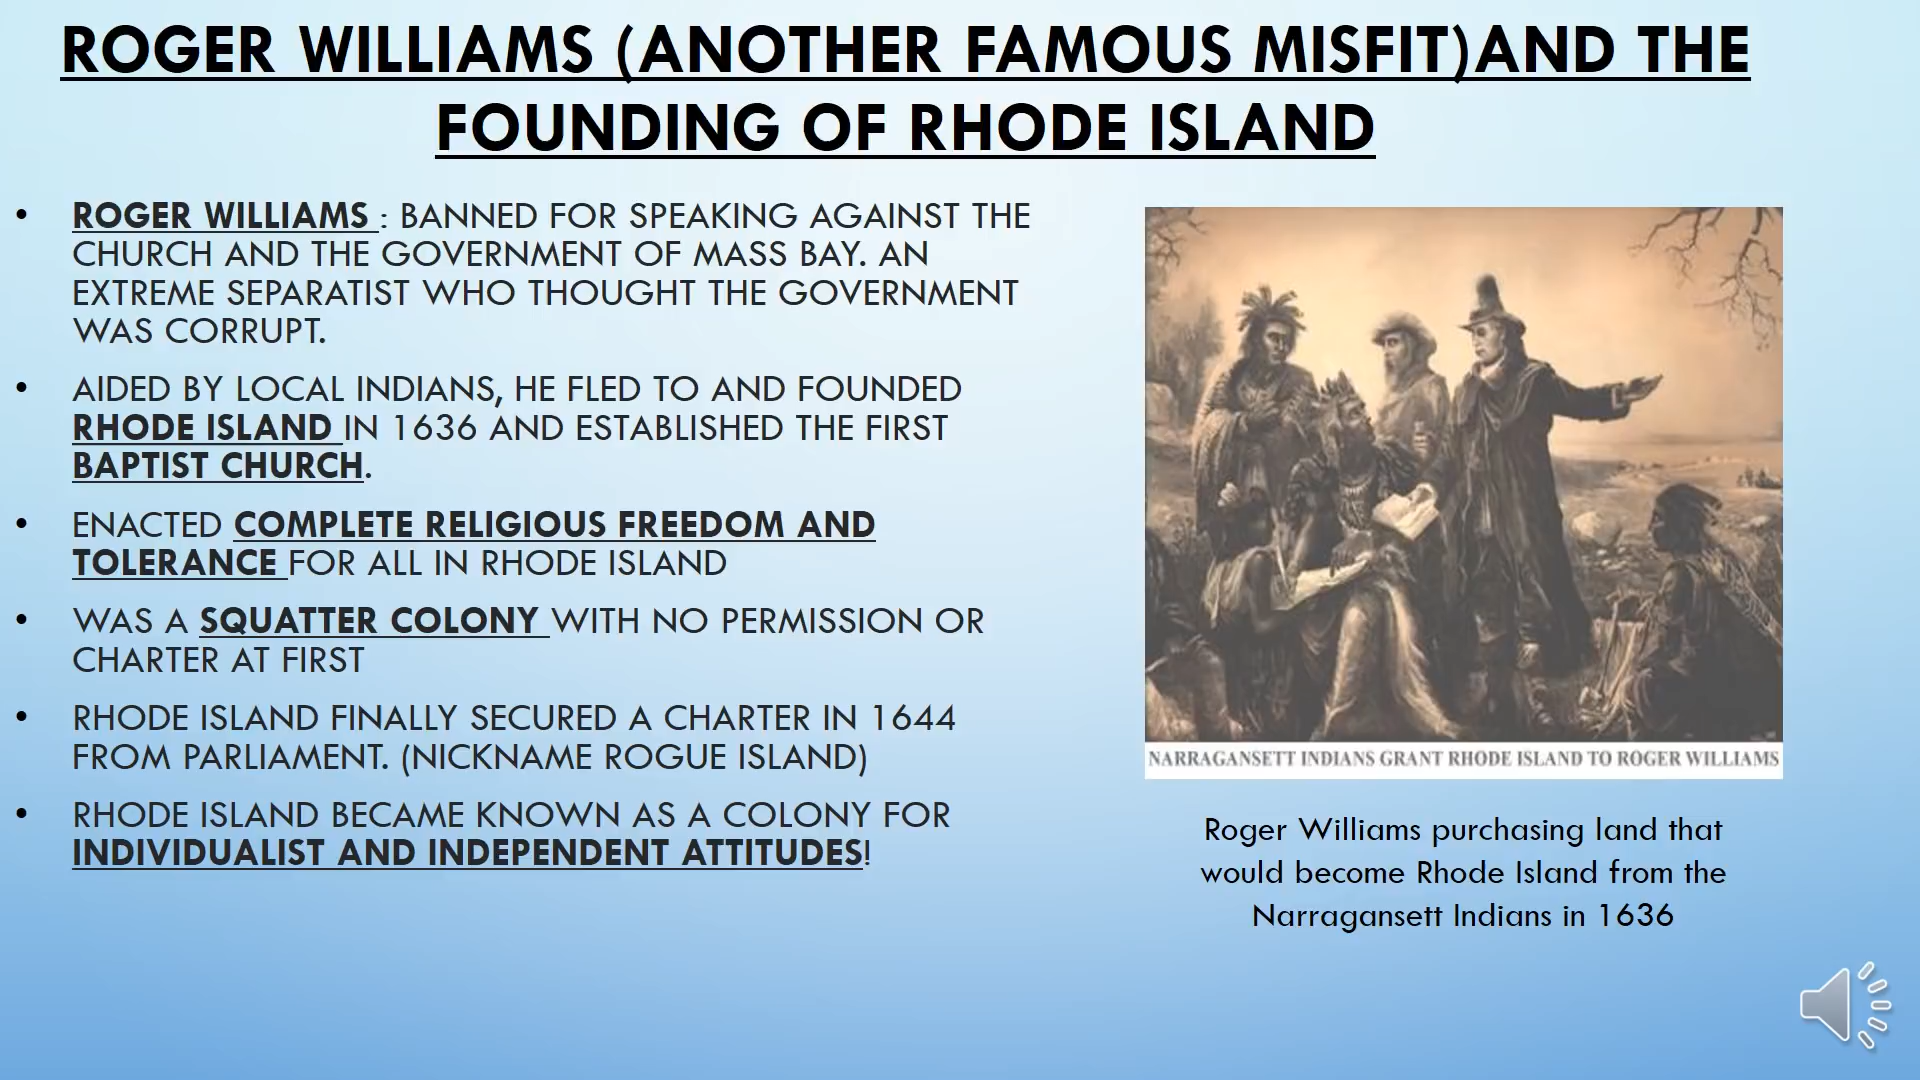 ROGER WILLIAMS (ANOTHER FAMOUS MISFIT)AND THE
FOUNDING OF RHODE ISLAND
• ROGER WILLIAMS : BANNED FOR SPEAKING AGAINST THE
CHURCH AND THE GOVERNMENT OF MASS BAY. AN
EXTREME SEPARATIST WHO THOUGHT THE GOVERNMENT
WAS CORRUPT.
• AIDED BY LOCAL INDIANS, HE FLED TO AND FOUNDED
RHODE ISLAND IN 1636 AND ESTABLISHED THE FIRST
BAPTIST CHURCH.
• ENACTED COMPLETE RELIGIOUS FREEDOM AND
TOLERANCE FOR ALL IN RHODE ISLAND
• WAS A SQUATTER COLONY WITH NO PERMISSION OR
CHARTER AT FIRST
• RHODE ISLAND FINALLY SECURED A CHARTER IN 1644
FROM PARLIAMENT. (NICKNAME ROGUE ISLAND)
• RHODE ISLAND BECAME KNOWN AS A COLONY FOR
INDIVIDUALIST AND INDEPENDENT ATTITUDES!
NARRAGANSETT INDIANS GRANT RHODE ISLAND TO ROGER WILLIAMS
Roger Williams purchasing land that
would become Rhode Island from the
Narragansett Indians in 1636